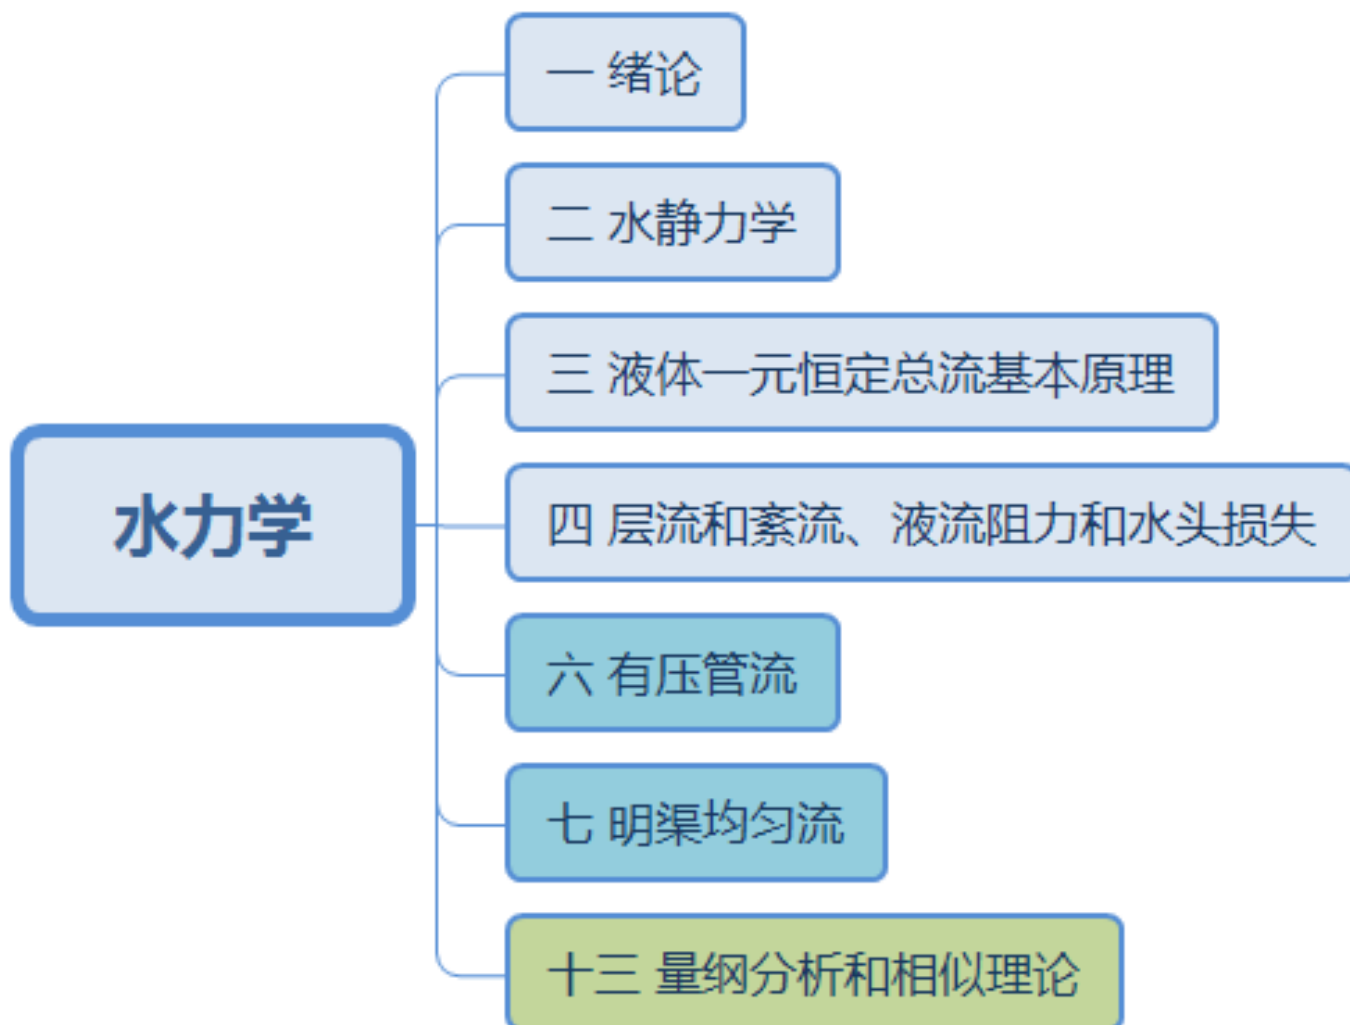 水力学
一 绪论
二 水静力学
三 液体一元恒定总流基本原理
四 层流和紊流、液流阻力和水头损失
六 有压管流
七 明渠均匀流
十三 量纲分析和相似理论